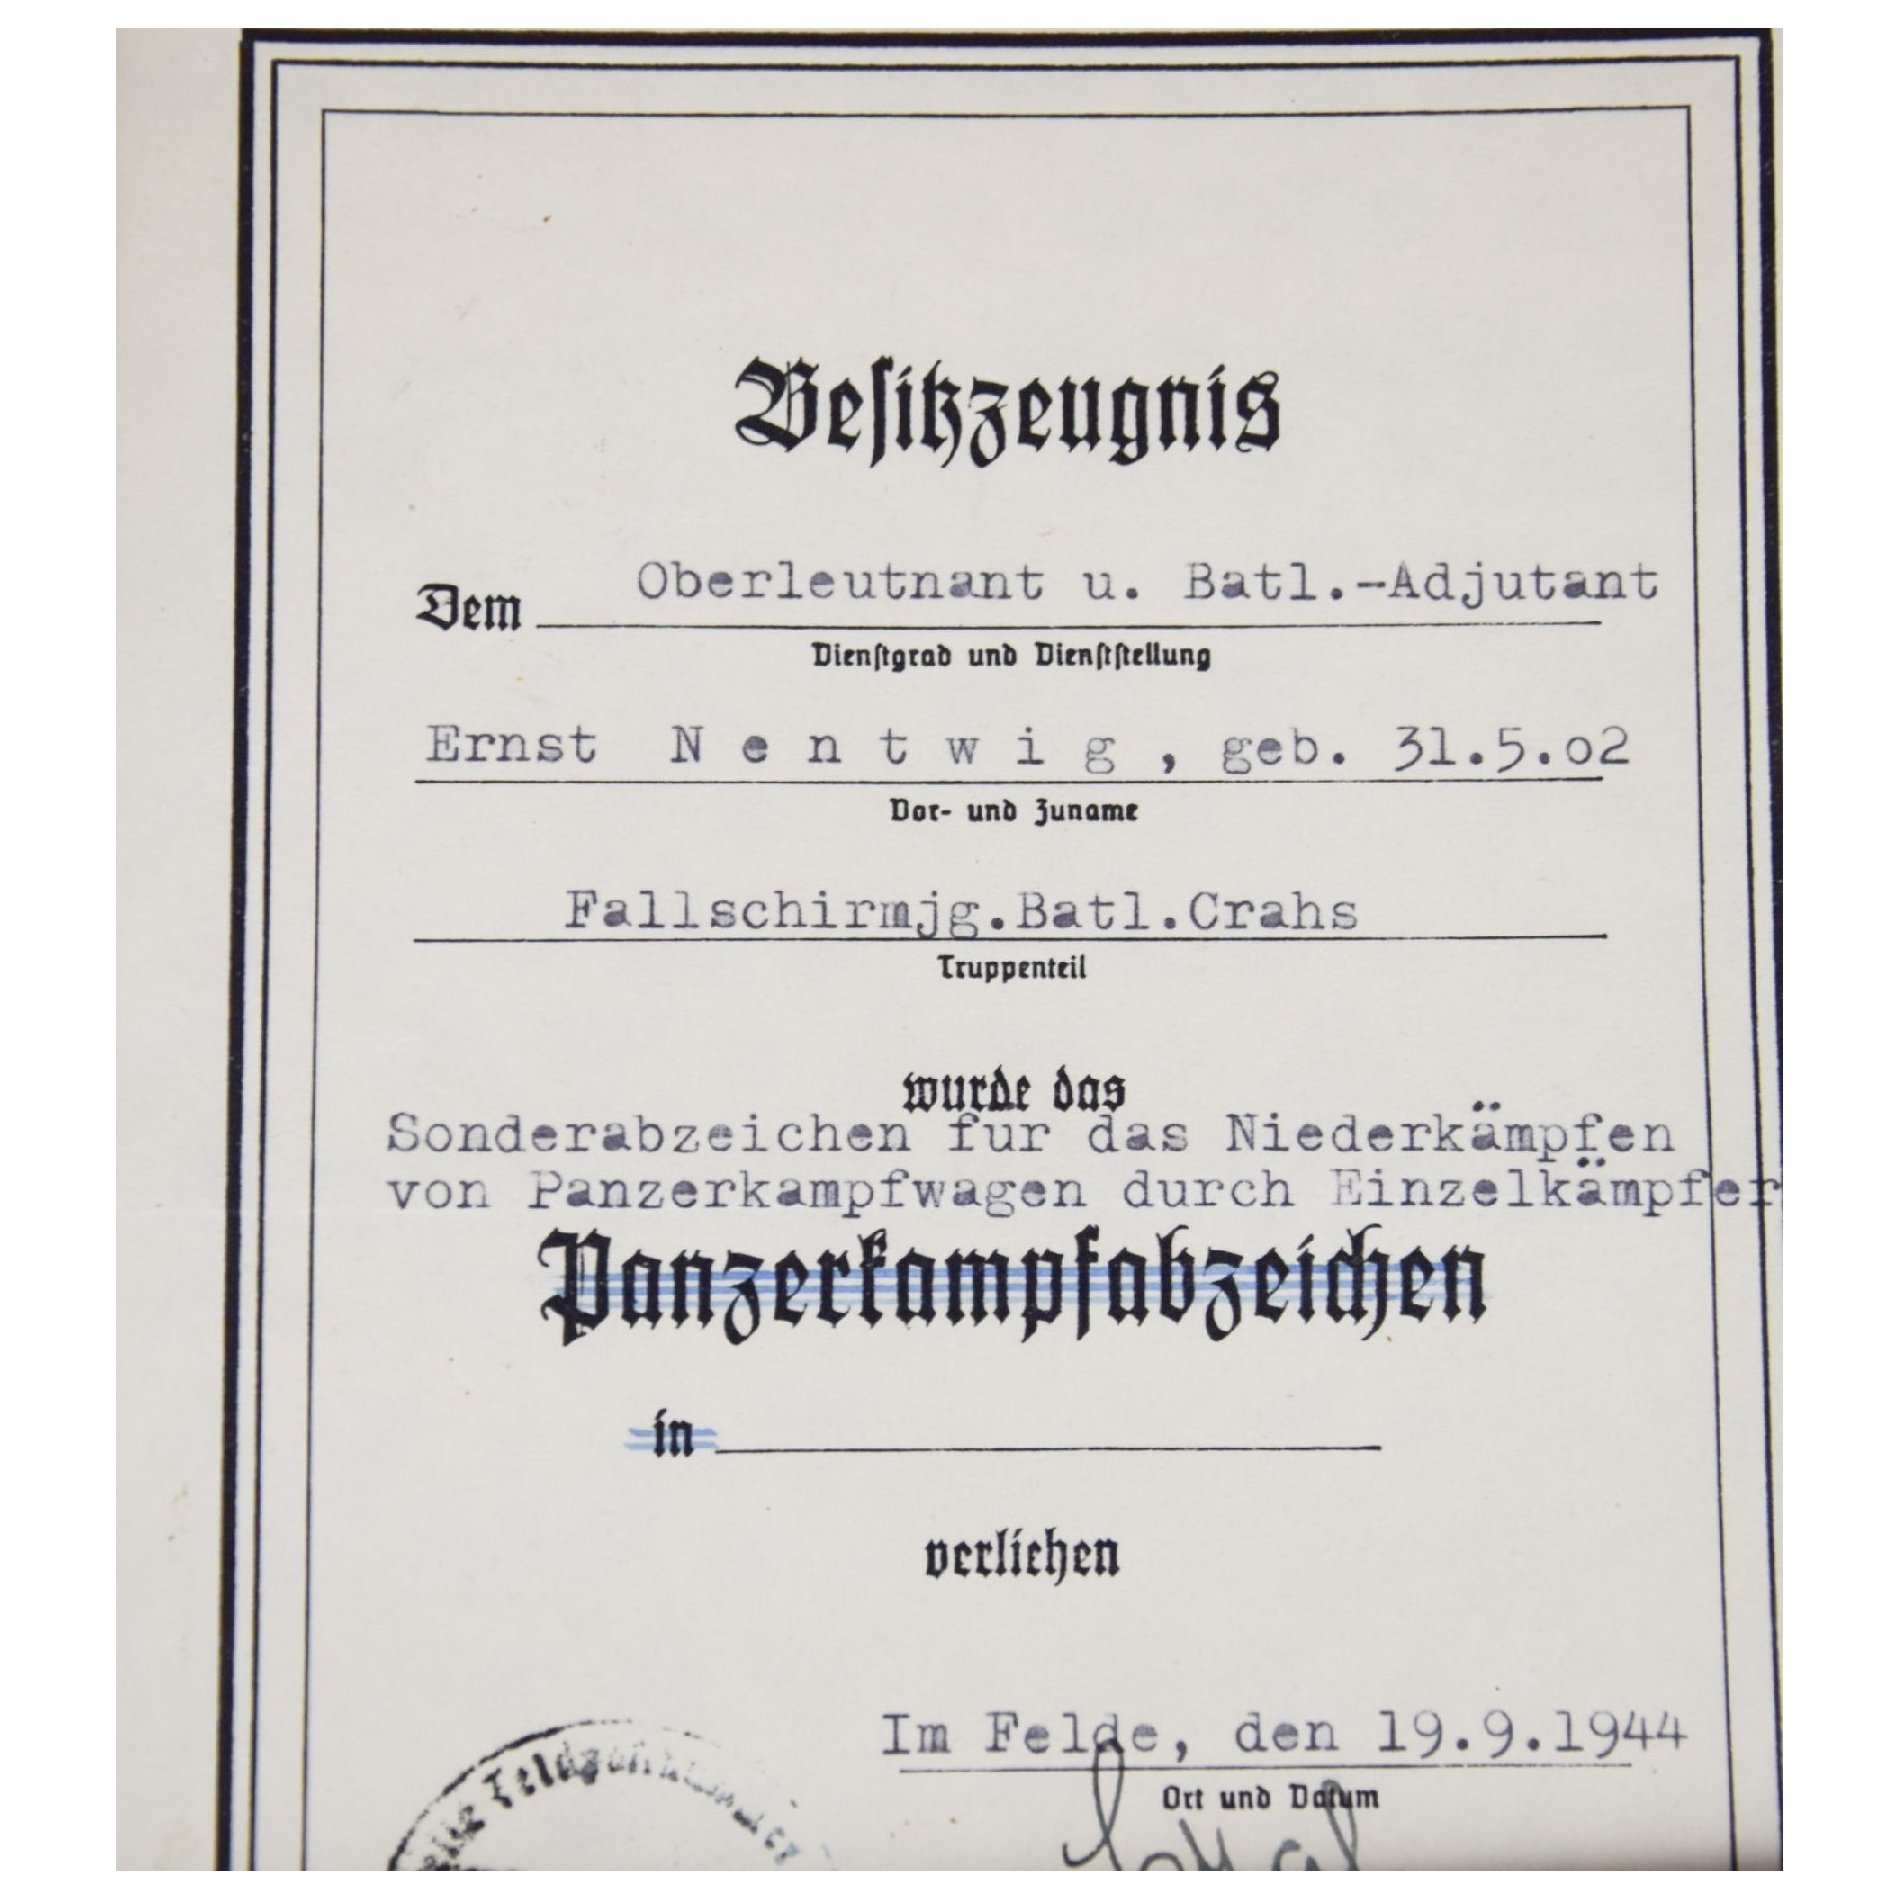 Besitzzeugnis
Dem Oberleutnant u. Batl.-Adjutant
Dienstgrad und Dienststellung
Ernst N e n t w i g , geb. 31.5.o2
Vor- und Zuname
Fallschirmjg.Batl.Crahs
Truppenteil
wurde das
Sonderabzeichen für das Niederkämpfen
von Panzerkampfwagen durch Einzelkämpfer
Panzerkampfabzeichen
in
verliehen
Im Felde, den 19.9.1944
Ort und Datum